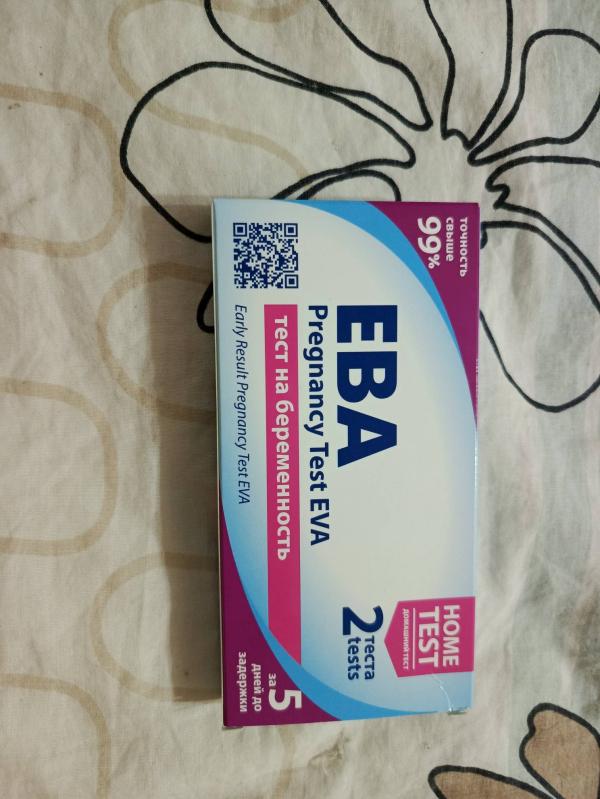 точность
свыше
99%
ЕВА
Pregnancy Test EVA
тест на беременность
Early Result Pregnancy Test EVA
HOME
TEST
ДОМАШНИЙ ТЕСТ
2 теста
tests
за 5
дней до
задержки